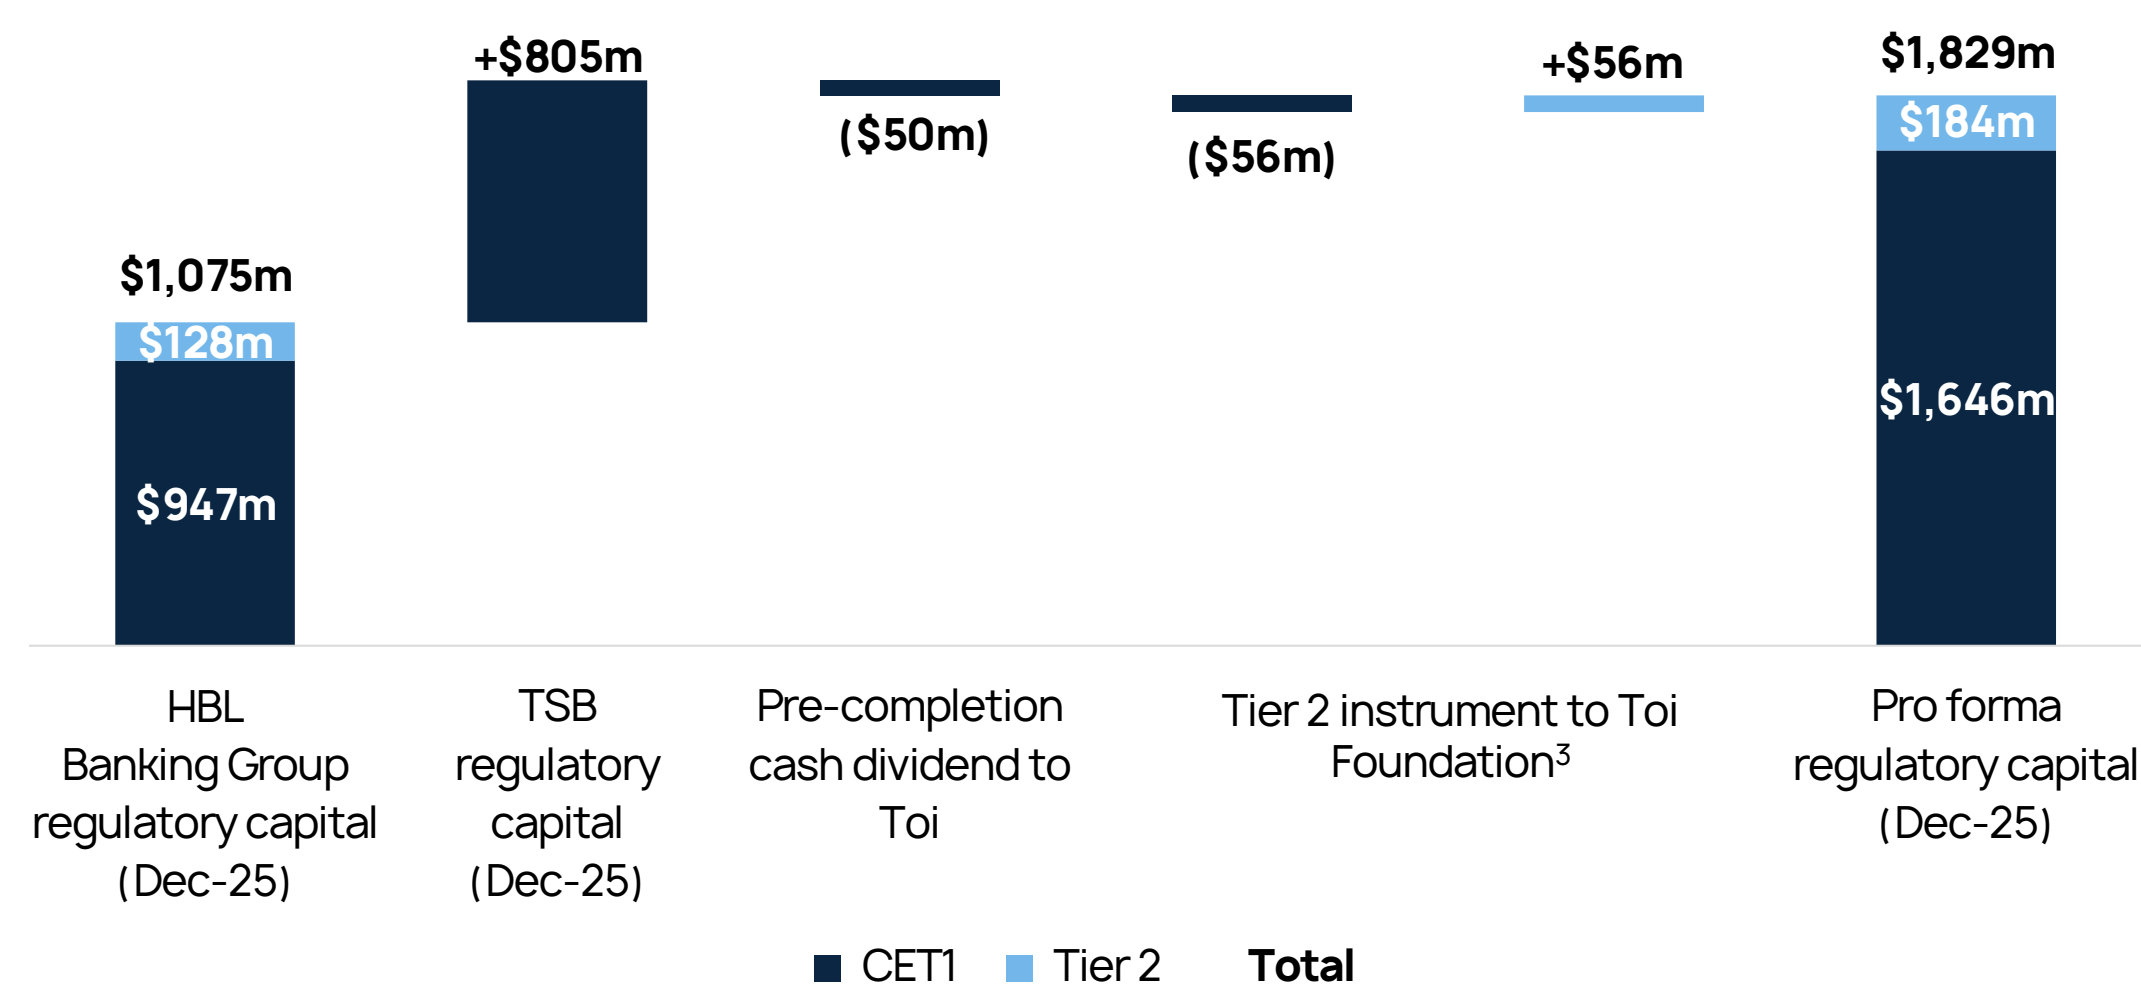 +$805m
($50m)
($56m)
+$56m
$1,829m
$184m
$1,646m
$1,075m
$128m
$947m
HBL
Banking Group
regulatory capital
(Dec-25)
TSB
regulatory
capital
(Dec-25)
Pre-completion
cash dividend to
Toi
Tier 2 instrument to Toi
Foundation³
Pro forma
regulatory capital
(Dec-25)
CET1
Tier 2
Total